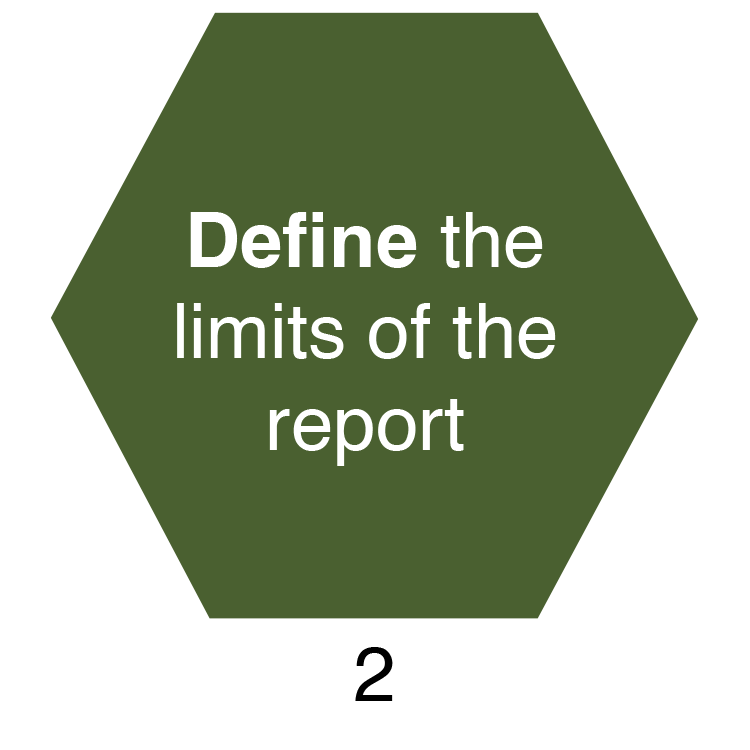 Define the
limits of the
report
2